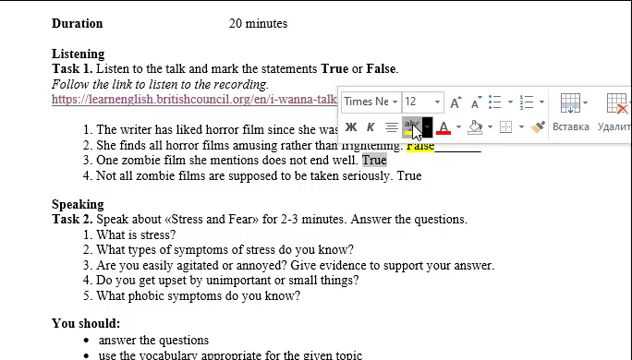 Duration 20 minutes
Listening
Task 1. Listen to the talk and mark the statements True or False.
Follow the link to listen to the recording.
https://learnenglish.britishcouncil.org/en/i-wanna-talk
Times Ne 12
Ж К Вставка Удалит
1. The writer has liked horror film since she was
2. She finds all horror films amusing rather than frightening. False________
3. One zombie film she mentions does not end well. True
4. Not all zombie films are supposed to be taken seriously. True
Speaking
Task 2. Speak about «Stress and Fear» for 2-3 minutes. Answer the questions.
1. What is stress?
2. What types of symptoms of stress do you know?
3. Are you easily agitated or annoyed? Give evidence to support your answer.
4. Do you get upset by unimportant or small things?
5. What phobic symptoms do you know?
You should:
• answer the questions
• use the vocabulary appropriate for the given topic